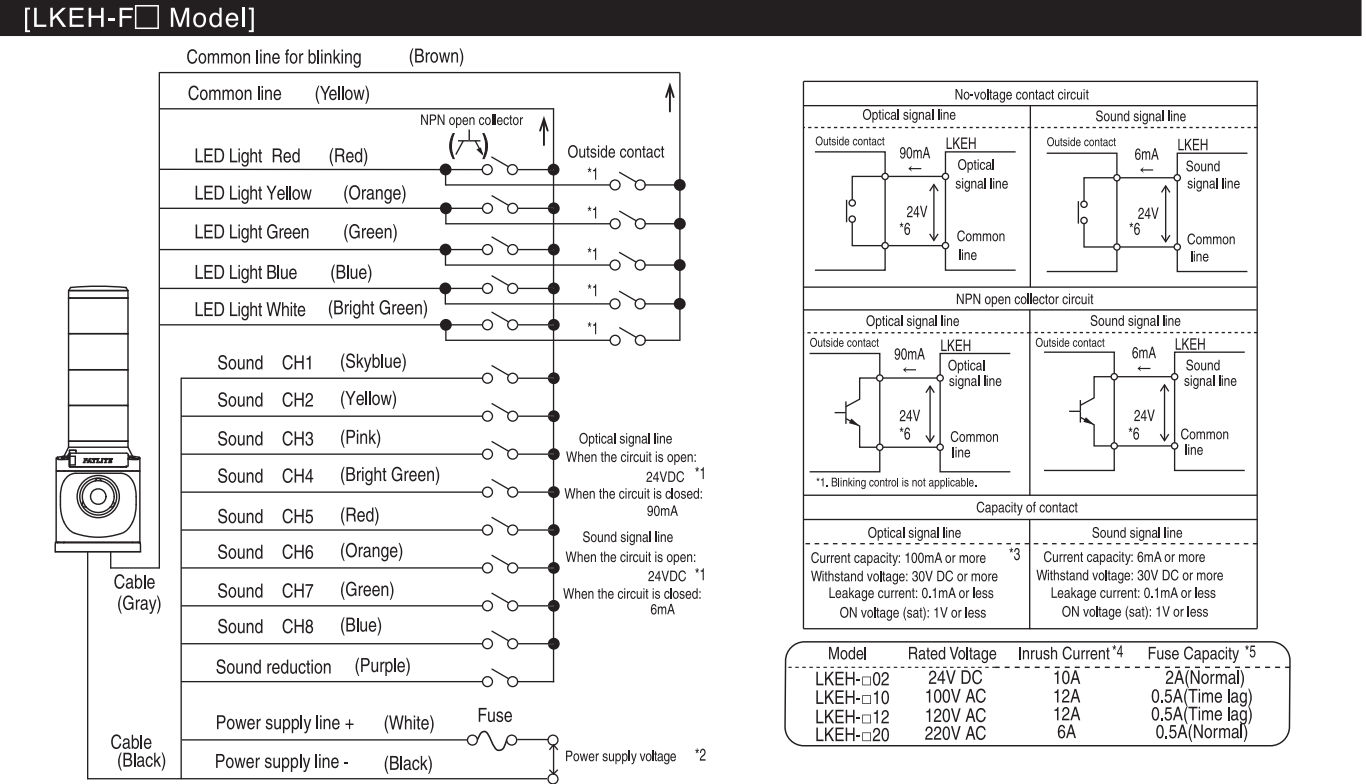 [LKEH-F□ Model]
Common line for blinking (Brown)
Common line (Yellow)
NPN open collector
Outside contact
LED Light Red (Red)
*1
LED Light Yellow (Orange)
*1
LED Light Green (Green)
*1
LED Light Blue (Blue)
*1
LED Light White (Bright Green)
*1
Sound CH1 (Skyblue)
Sound CH2 (Yellow)
Sound CH3 (Pink)
Sound CH4 (Bright Green)
Sound CH5 (Red)
Sound CH6 (Orange)
Sound CH7 (Green)
Sound CH8 (Blue)
Sound reduction (Purple)
Power supply line + (White)
Fuse
Power supply line - (Black)
Power supply voltage *2
PATLITE
Cable
(Gray)
Cable
(Black)
Optical signal line
When the circuit is open:
24VDC *1
When the circuit is closed:
90mA
Sound signal line
When the circuit is open:
24VDC *1
When the circuit is closed:
6mA
No-voltage contact circuit
Optical signal line
Outside contact
90mA
←
LKEH
Optical
signal line
24V
*6
Common
line
Sound signal line
Outside contact
6mA
←
LKEH
Sound
signal line
24V
*6
Common
line
NPN open collector circuit
Optical signal line
Outside contact
90mA
←
LKEH
Optical
signal line
24V
*6
Common
line
*1. Blinking control is not applicable.
Sound signal line
Outside contact
6mA
←
LKEH
Sound
signal line
24V
*6
Common
line
Capacity of contact
Optical signal line
Current capacity: 100mA or more *3
Withstand voltage: 30V DC or more
Leakage current: 0.1mA or less
ON voltage (sat): 1V or less
Sound signal line
Current capacity: 6mA or more
Withstand voltage: 30V DC or more
Leakage current: 0.1mA or less
ON voltage (sat): 1V or less
Model Rated Voltage Inrush Current *4 Fuse Capacity *5
LKEH-□02 24V DC 10A 2A(Normal)
LKEH-□10 100V AC 12A 0.5A(Time lag)
LKEH-□12 120V AC 12A 0.5A(Time lag)
LKEH-□20 220V AC 6A 0.5A(Normal)